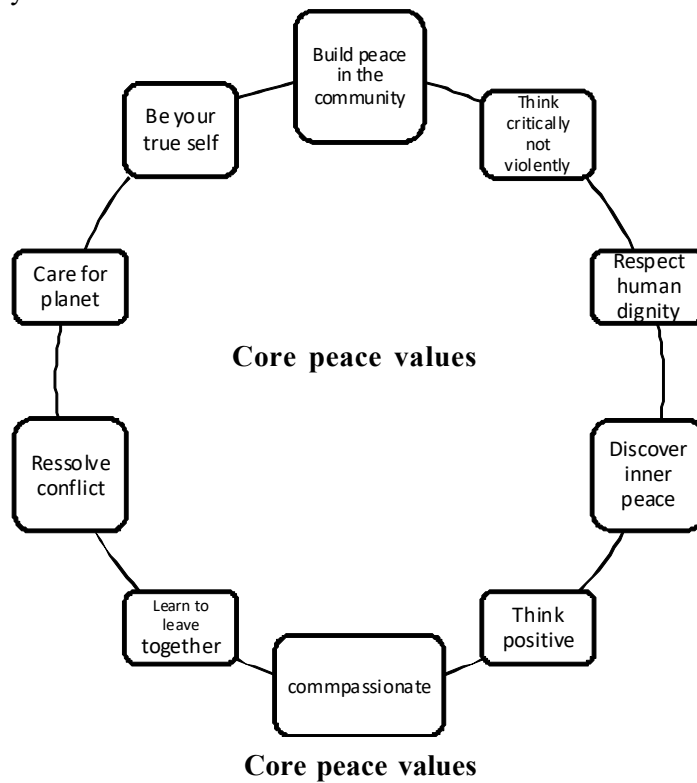 y
Build peace
in the
community
Think
critically
not
violently
Respect
human
dignity
Discover
inner
peace
Think
positive
commpassionate
Learn to
leave
together
Ressolve
conflict
Care for
planet
Be your
true self
Core peace values
Core peace values